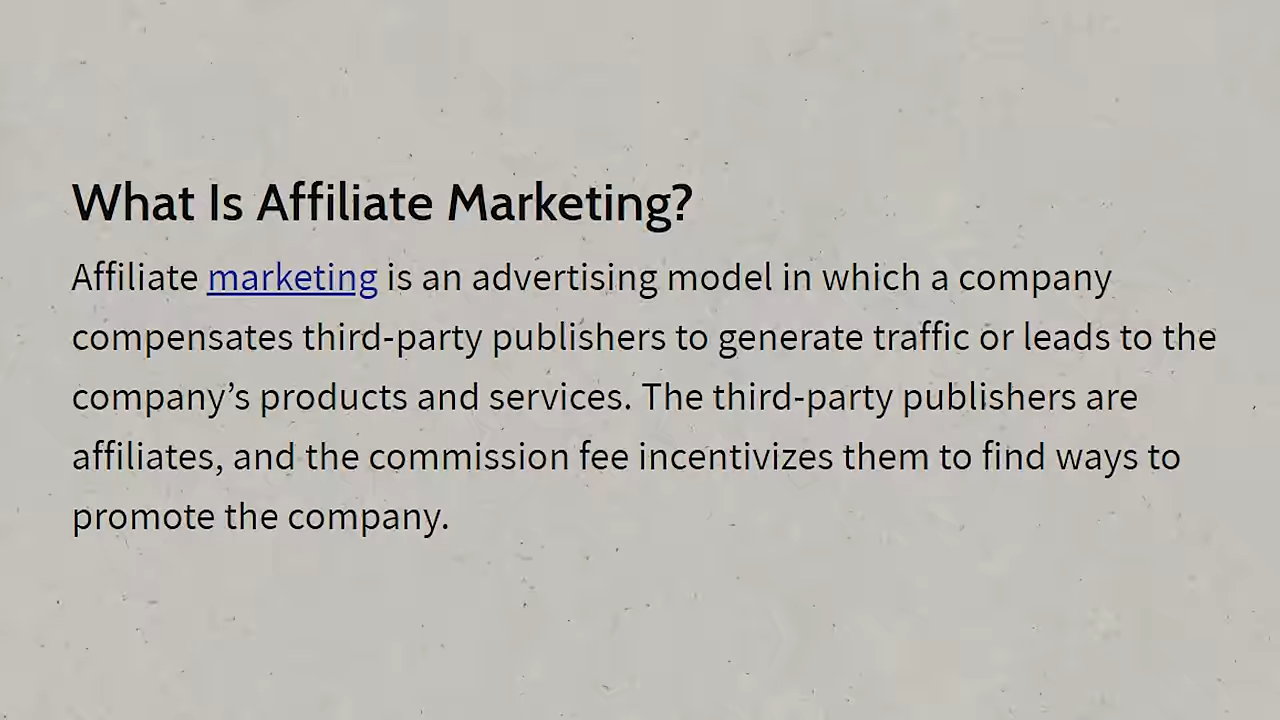 What Is Affiliate Marketing?
Affiliate marketing is an advertising model in which a company
compensates third-party publishers to generate traffic or leads to the
company’s products and services. The third-party publishers are
affiliates, and the commission fee incentivizes them to find ways to
promote the company.